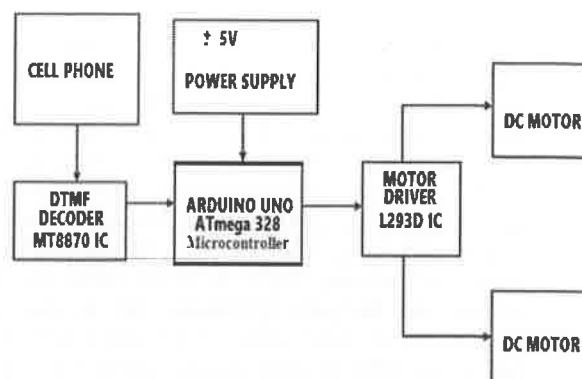 CELL PHONE
± 5V
POWER SUPPLY
DC MOTOR
DTMF
DECODER
MT8870 IC
ARDUINO UNO
ATmega 328
Microcontroller
MOTOR
DRIVER
L293D IC
DC MOTOR